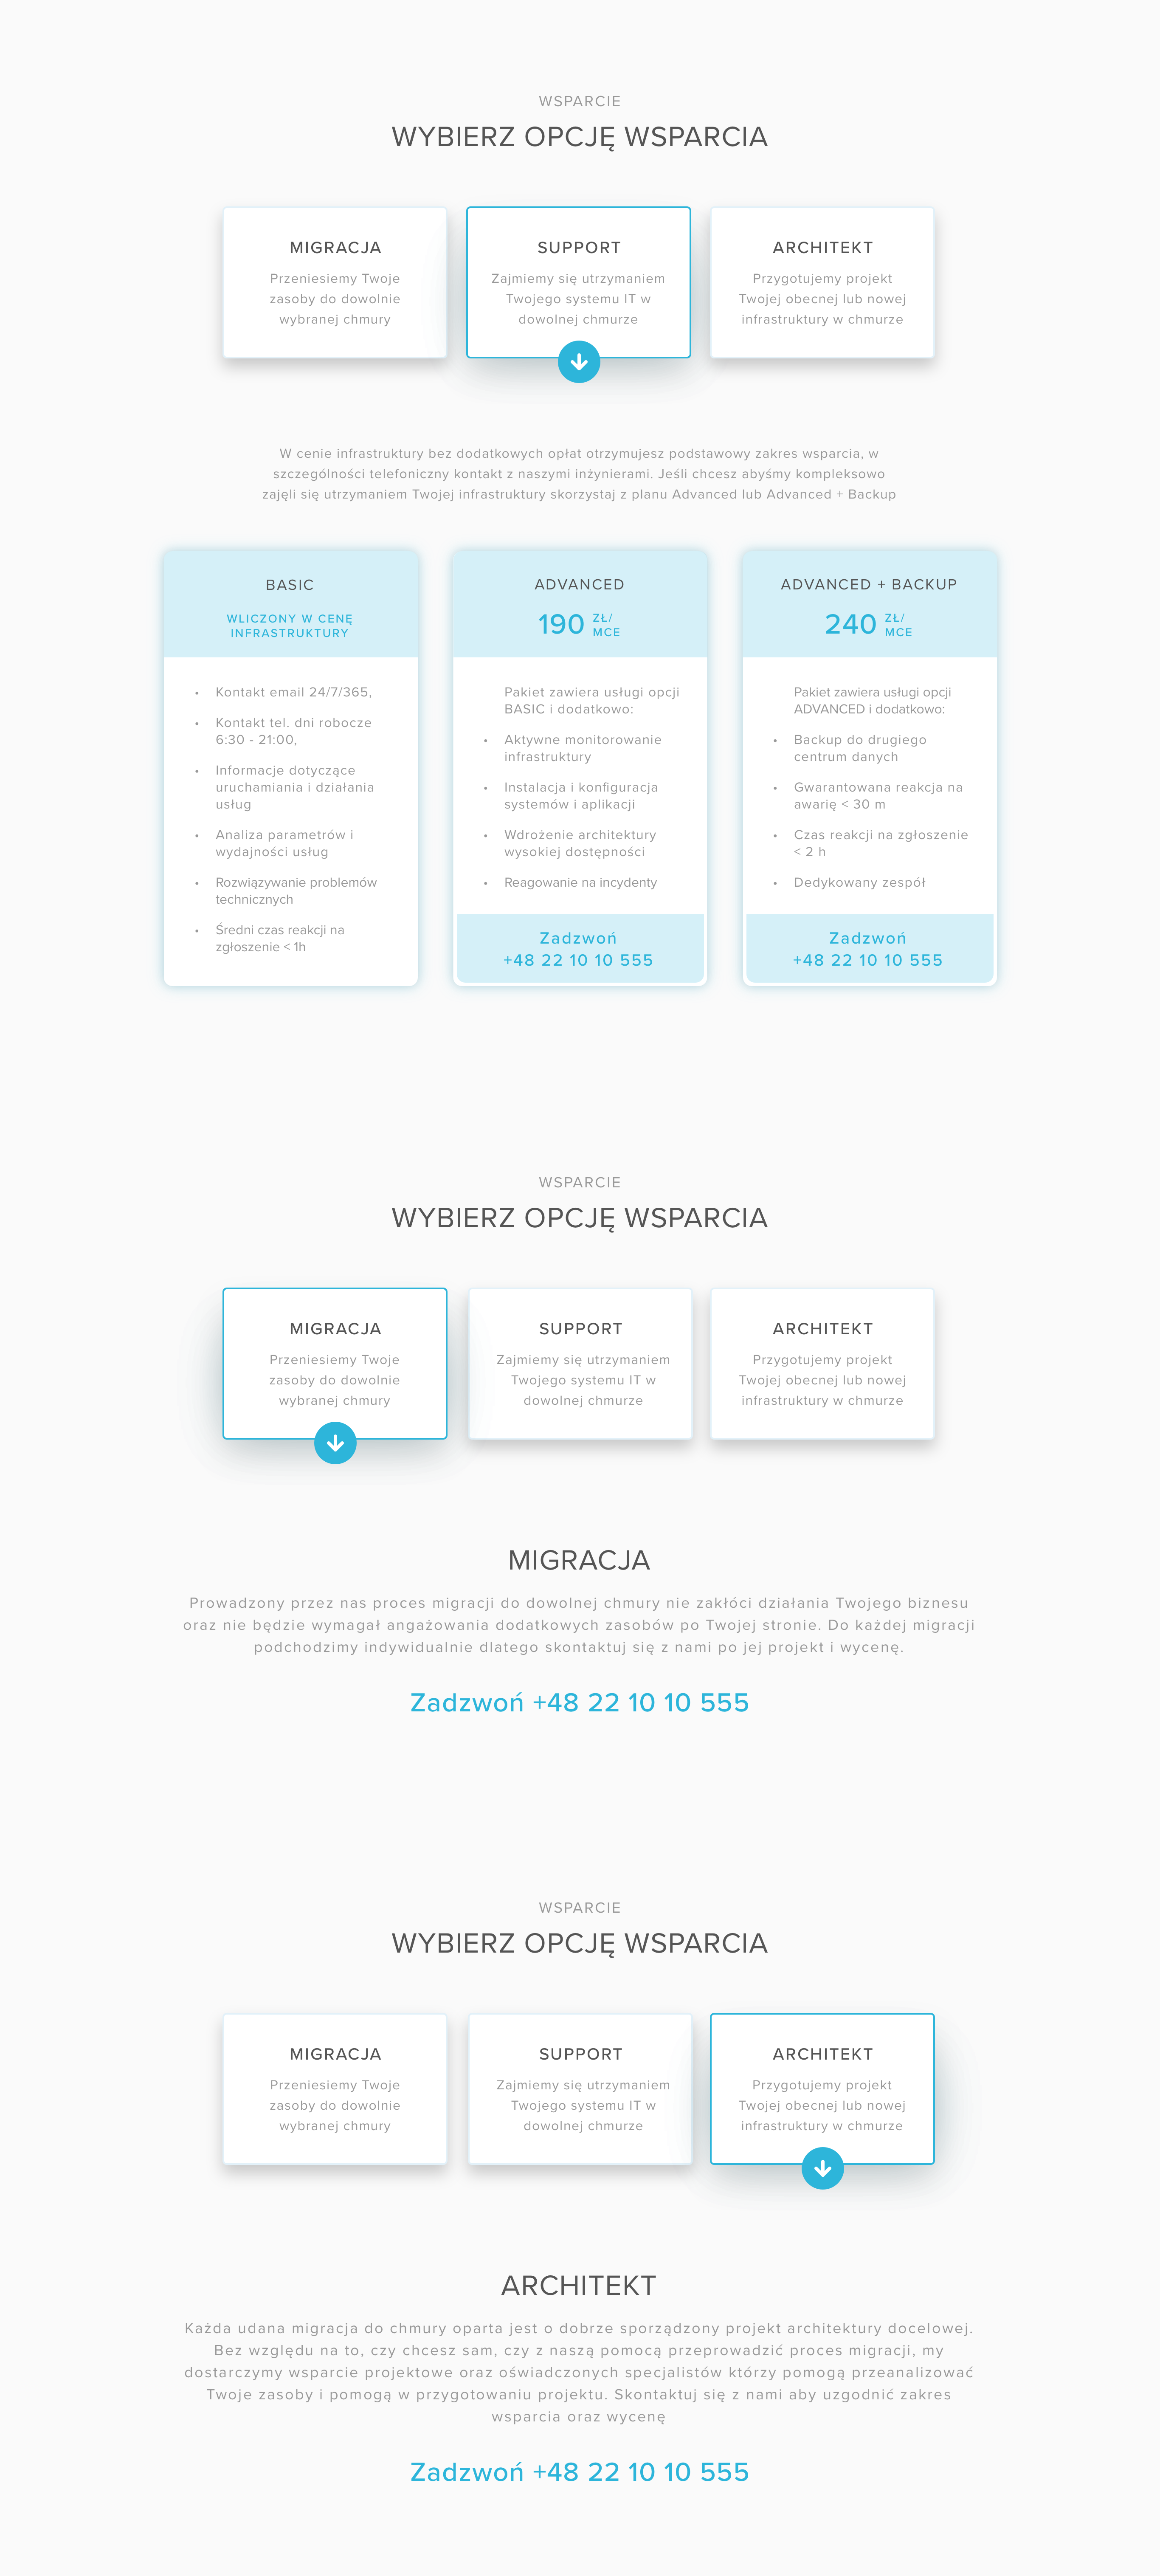 WSPARCIE
WYBIERZ OPCJĘ WSPARCIA
MIGRACJA
Przeniesiemy Twoje
zasoby do dowolnie
wybranej chmury
SUPPORT
Zajmiemy się utrzymaniem
Twojego systemu IT w
dowolnej chmurze
ARCHITEKT
Przygotujemy projekt
Twojej obecnej lub nowej
infrastruktury w chmurze
W cenie infrastruktury bez dodatkowych opłat otrzymujesz podstawowy zakres wsparcia, w
szczególności telefoniczny kontakt z naszymi inżynierami. Jeśli chcesz abyśmy kompleksowo
zajęli się utrzymaniem Twojej infrastruktury skorzystaj z planu Advanced lub Advanced + Backup
BASIC
WLICZONY W CENĘ
INFRASTRUKTURY
• Kontakt email 24/7/365,
• Kontakt tel. dni robocze
6:30 - 21:00,
• Informacje dotyczące
uruchamiania i działania
usług
• Analiza parametrów i
wydajności usług
• Rozwiązywanie problemów
technicznych
• Średni czas reakcji na
zgłoszenie < 1h
ADVANCED
190 ZŁ/
MCE
Pakiet zawiera usługi opcji
BASIC i dodatkowo:
• Aktywne monitorowanie
infrastruktury
• Instalacja i konfiguracja
systemów i aplikacji
• Wdrożenie architektury
wysokiej dostępności
• Reagowanie na incydenty
Zadzwoń
+48 22 10 10 555
ADVANCED + BACKUP
240 ZŁ/
MCE
Pakiet zawiera usługi opcji
ADVANCED i dodatkowo:
• Backup do drugiego
centrum danych
• Gwarantowana reakcja na
awarię < 30 m
• Czas reakcji na zgłoszenie
< 2 h
• Dedykowany zespół
Zadzwoń
+48 22 10 10 555
WSPARCIE
WYBIERZ OPCJĘ WSPARCIA
MIGRACJA
Przeniesiemy Twoje
zasoby do dowolnie
wybranej chmury
SUPPORT
Zajmiemy się utrzymaniem
Twojego systemu IT w
dowolnej chmurze
ARCHITEKT
Przygotujemy projekt
Twojej obecnej lub nowej
infrastruktury w chmurze
MIGRACJA
Prowadzony przez nas proces migracji do dowolnej chmury nie zakłóci działania Twojego biznesu
oraz nie będzie wymagał angażowania dodatkowych zasobów po Twojej stronie. Do każdej migracji
podchodzimy indywidualnie dlatego skontaktuj się z nami po jej projekt i wycenę.
Zadzwoń +48 22 10 10 555
WSPARCIE
WYBIERZ OPCJĘ WSPARCIA
MIGRACJA
Przeniesiemy Twoje
zasoby do dowolnie
wybranej chmury
SUPPORT
Zajmiemy się utrzymaniem
Twojego systemu IT w
dowolnej chmurze
ARCHITEKT
Przygotujemy projekt
Twojej obecnej lub nowej
infrastruktury w chmurze
ARCHITEKT
Każda udana migracja do chmury oparta jest o dobrze sporządzony projekt architektury docelowej.
Bez względu na to, czy chcesz sam, czy z naszą pomocą przeprowadzić proces migracji, my
dostarczymy wsparcie projektowe oraz oświadczonych specjalistów którzy pomogą przeanalizować
Twoje zasoby i pomogą w przygotowaniu projektu. Skontaktuj się z nami aby uzgodnić zakres
wsparcia oraz wycenę
Zadzwoń +48 22 10 10 555